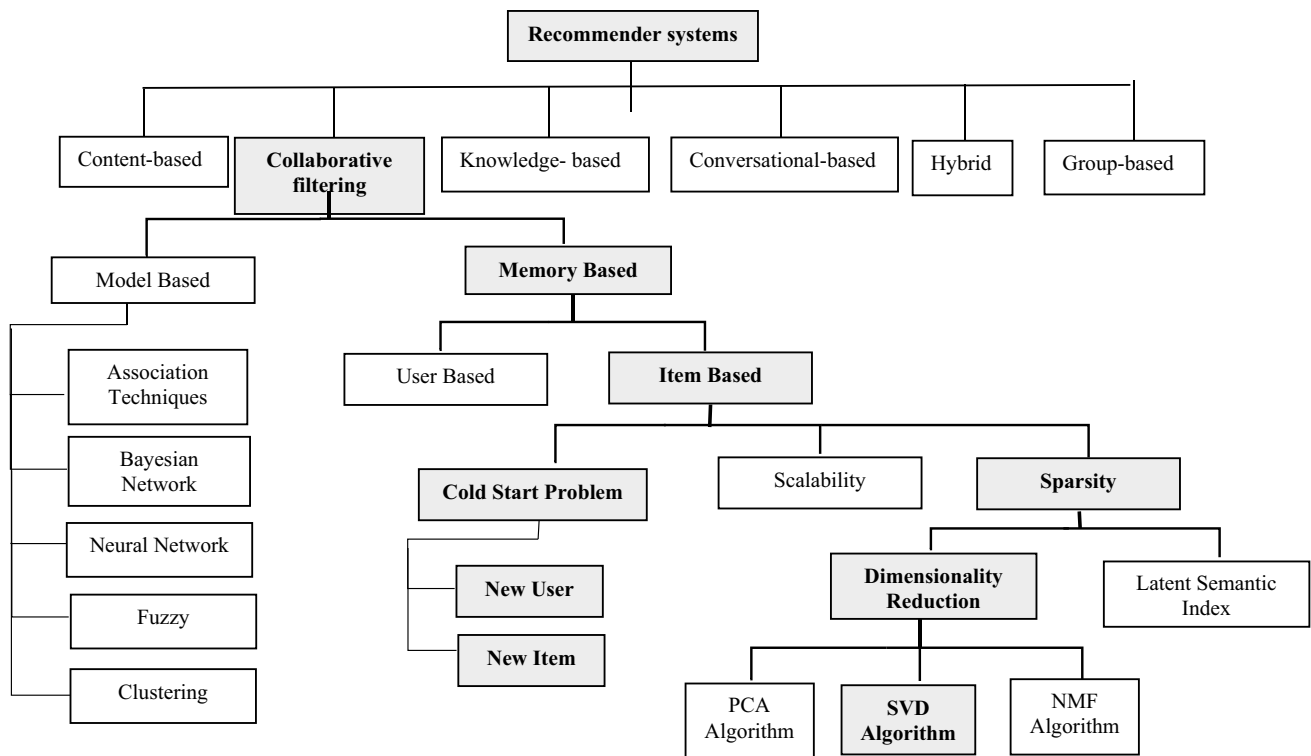 Recommender systems
Content-based
Collaborative
filtering
Knowledge- based
Conversational-based
Hybrid
Group-based
Model Based
Memory Based
Association
Techniques
User Based
Item Based
Bayesian
Network
Cold Start Problem
Scalability
Sparsity
Neural Network
New User
Dimensionality
Reduction
Latent Semantic
Index
Fuzzy
New Item
Clustering
PCA
Algorithm
SVD
Algorithm
NMF
Algorithm